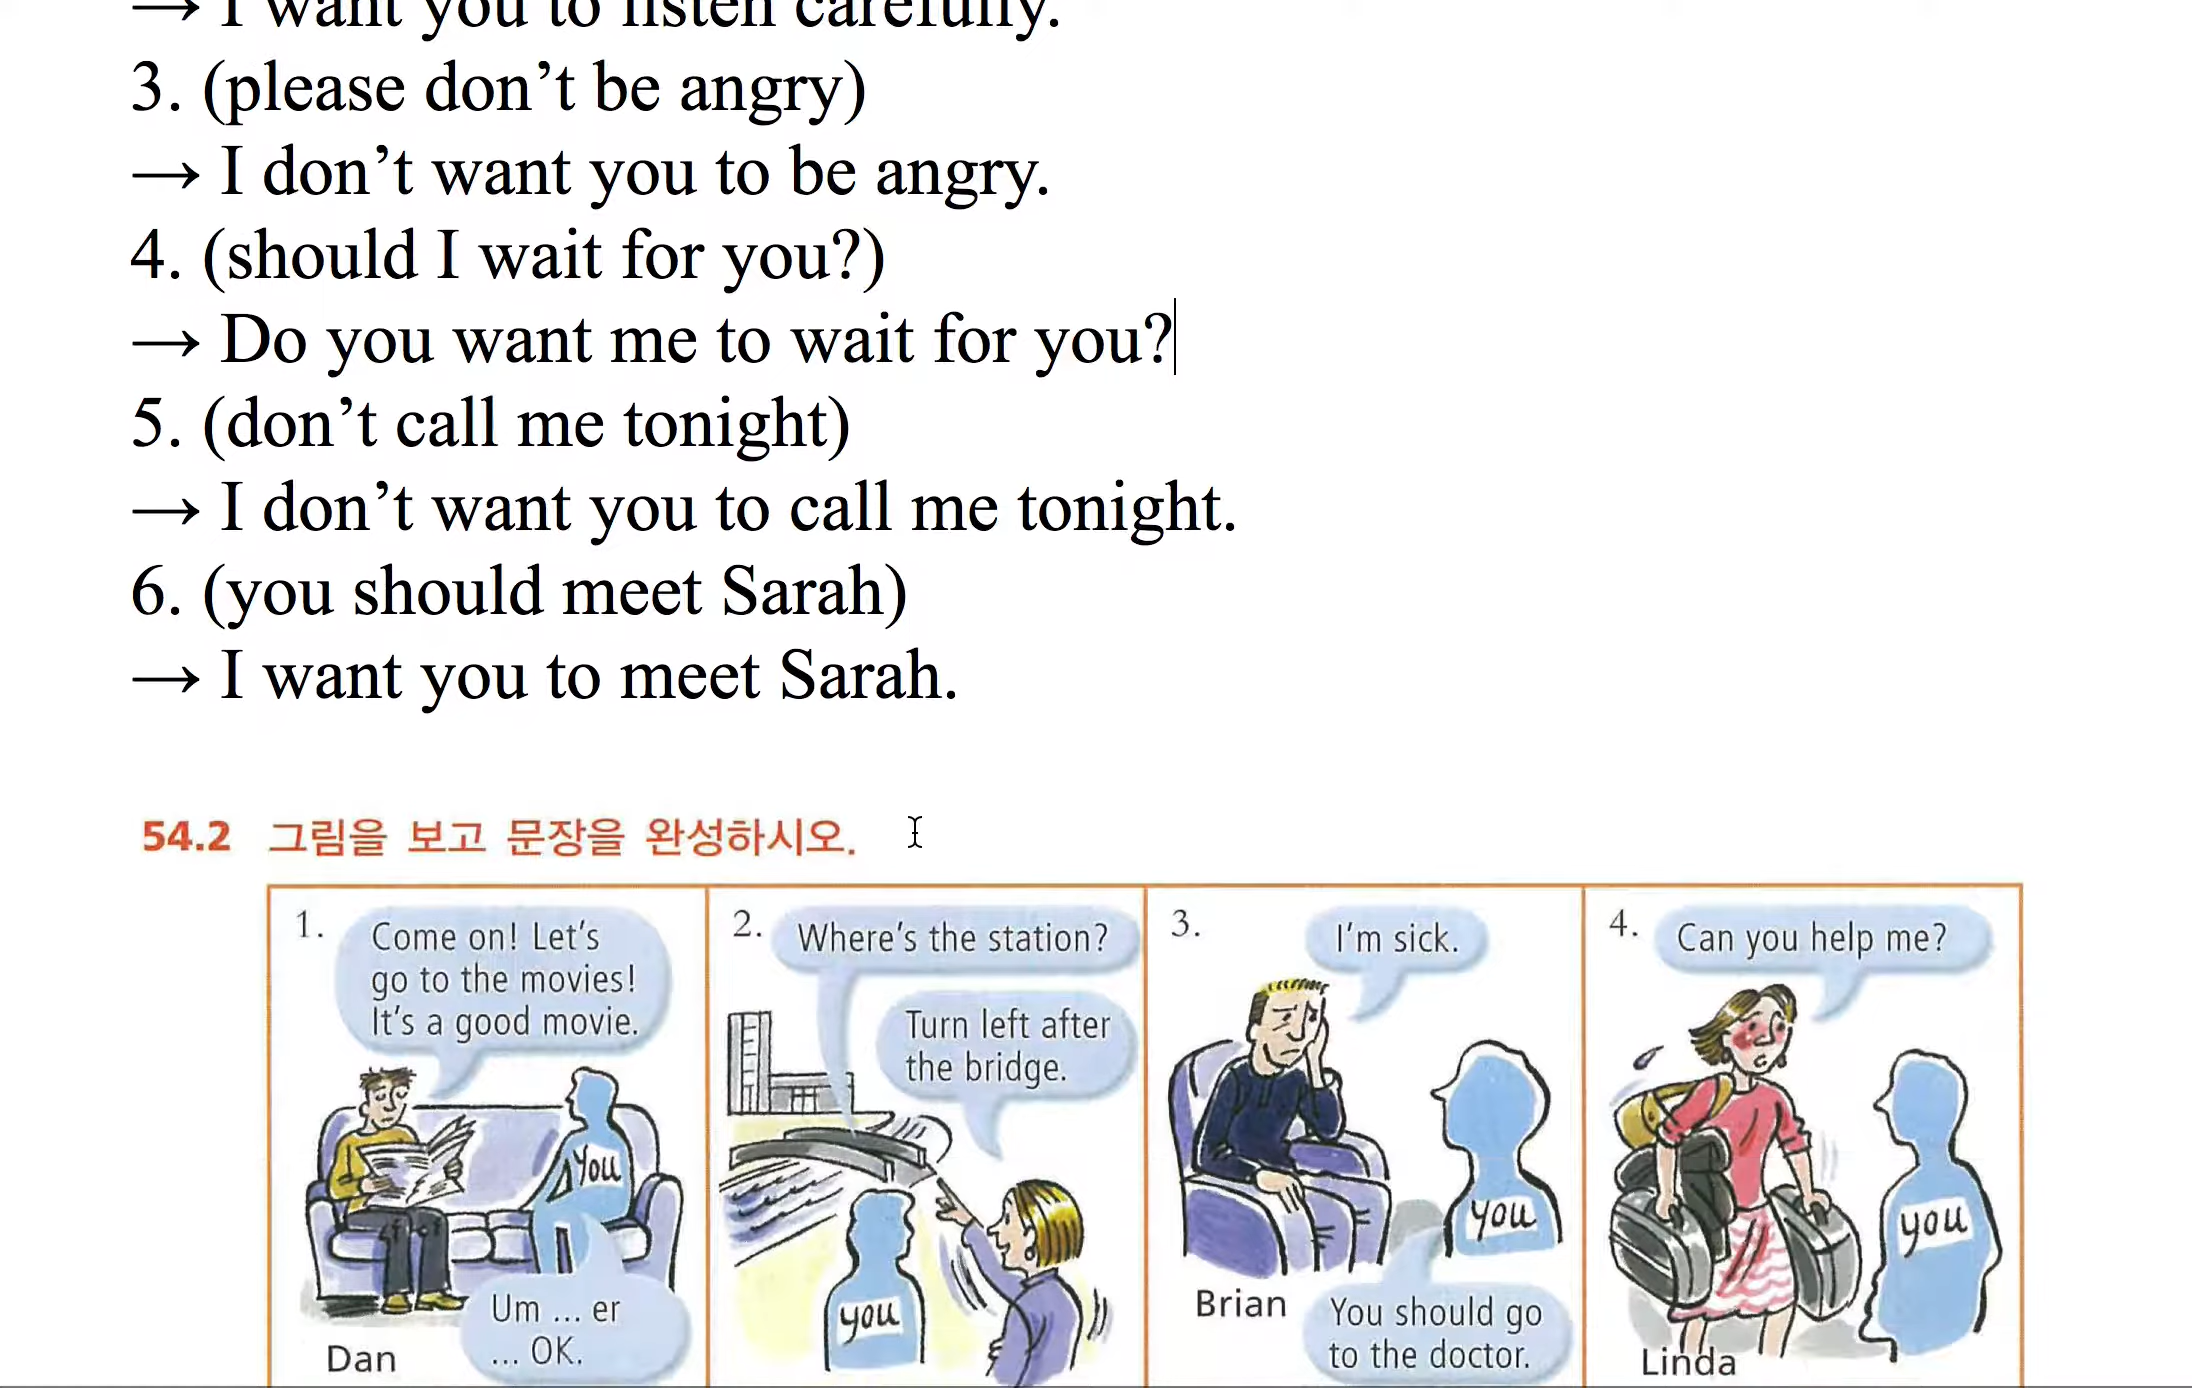 → I want you to listen carefully.
3. (please don’t be angry)
→ I don’t want you to be angry.
4. (should I wait for you?)
→ Do you want me to wait for you?
5. (don’t call me tonight)
→ I don’t want you to call me tonight.
6. (you should meet Sarah)
→ I want you to meet Sarah.
54.2 그림을 보고 문장을 완성하시오.
1.
Come on! Let’s
go to the movies!
It’s a good movie.
you
Um ... er
... OK.
Dan
2.
Where’s the station?
Turn left after
the bridge.
you
3.
I’m sick.
you
Brian
You should go
to the doctor.
4.
Can you help me?
you
Linda